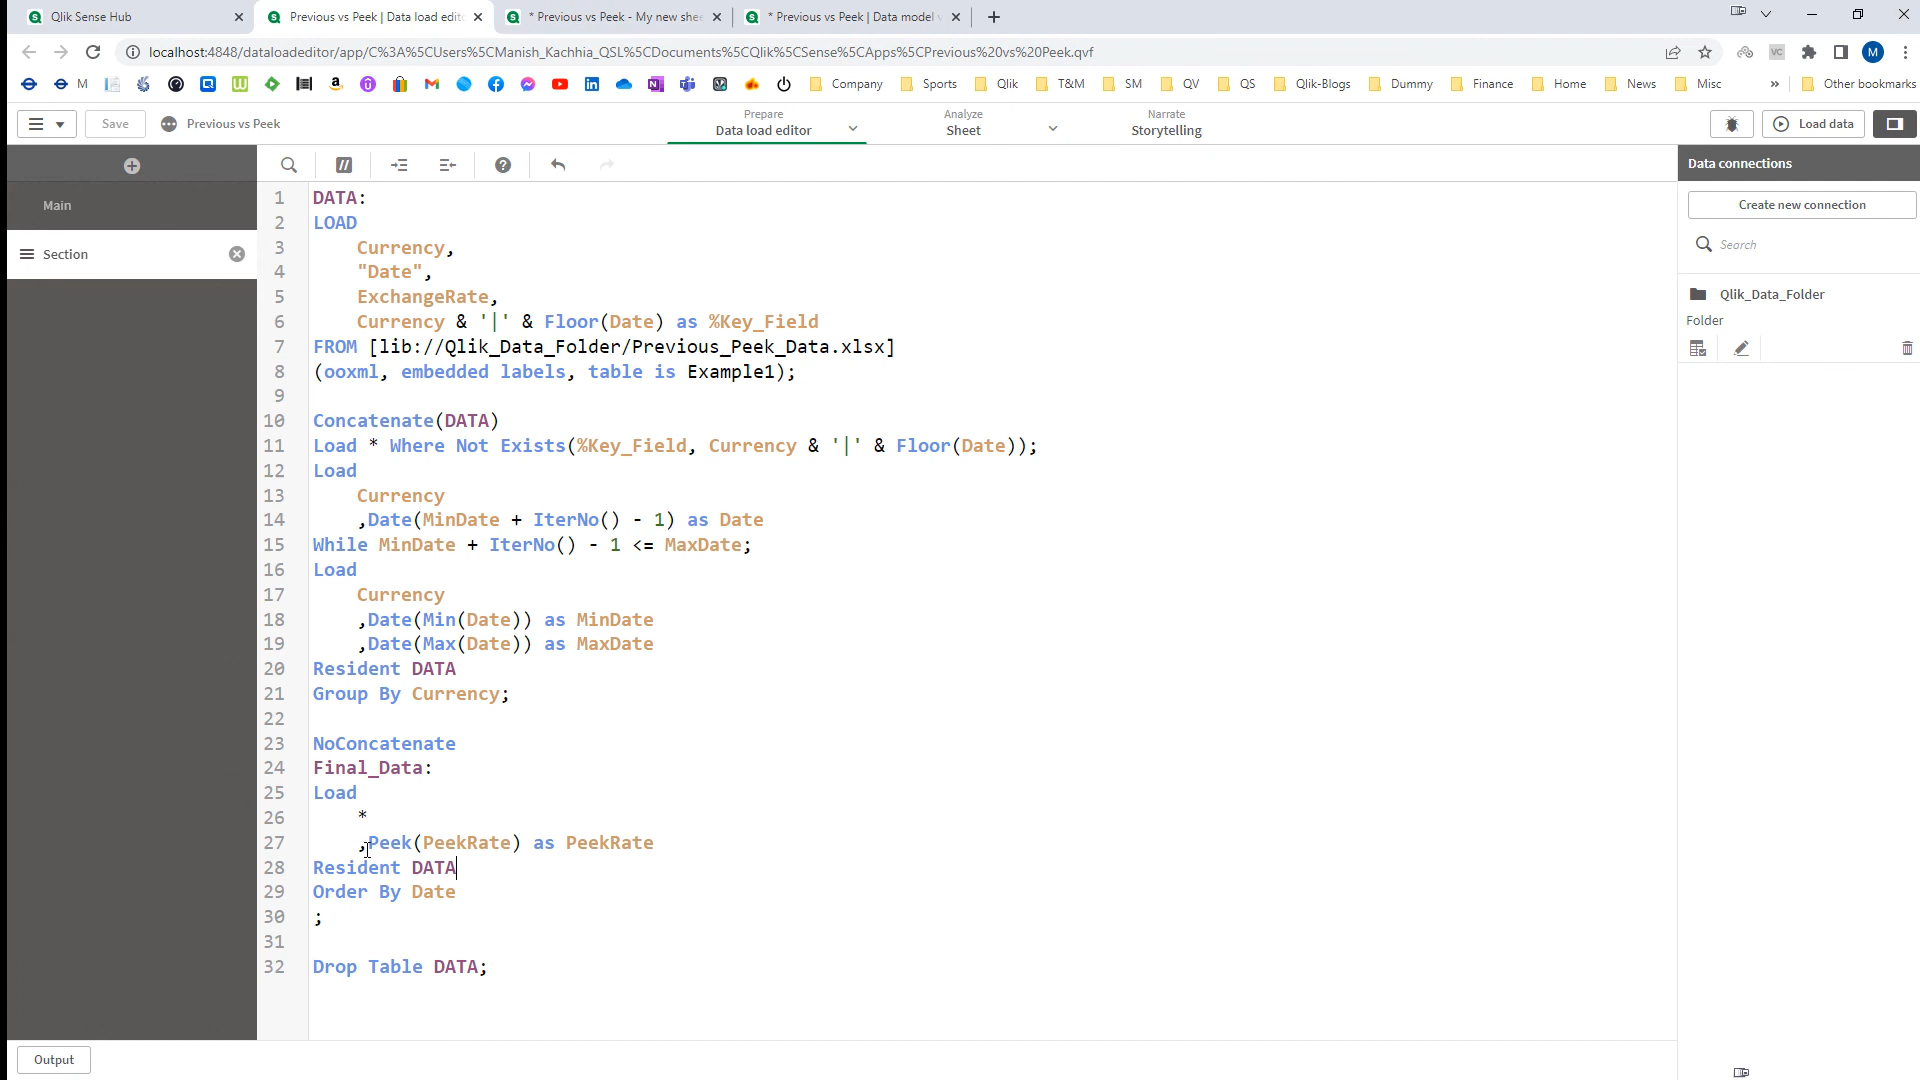 Qlik Sense Hub
Previous vs Peek | Data load edit
* Previous vs Peek - My new she
* Previous vs Peek | Data model
localhost:4848/dataloadeditor/app/C%3A%5CUsers%5CManish_Kachhia_QSL%5CDocuments%5CQlik%5CSense%5CApps%5CPrevious%20vs%20Peek.qvf
VC
M
M
Company
Sports
Qlik
T&M
SM
QV
QS
Qlik-Blogs
Dummy
Finance
Home
News
Misc
»
Other bookmarks
Save
Previous vs Peek
Prepare
Data load editor
Analyze
Sheet
Narrate
Storytelling
Load data
Main
Section
1 DATA:
2 LOAD
3 Currency,
4 "Date",
5 ExchangeRate,
6 Currency & '|' & Floor(Date) as %Key_Field
7 FROM [lib://Qlik_Data_Folder/Previous_Peek_Data.xlsx]
8 (ooxml, embedded labels, table is Example1);
9
10 Concatenate(DATA)
11 Load * Where Not Exists(%Key_Field, Currency & '|' & Floor(Date));
12 Load
13 Currency
14 ,Date(MinDate + IterNo() - 1) as Date
15 While MinDate + IterNo() - 1 <= MaxDate;
16 Load
17 Currency
18 ,Date(Min(Date)) as MinDate
19 ,Date(Max(Date)) as MaxDate
20 Resident DATA
21 Group By Currency;
22
23 NoConcatenate
24 Final_Data:
25 Load
26 *
27 ,Peek(PeekRate) as PeekRate
28 Resident DATA
29 Order By Date
30 ;
31
32 Drop Table DATA;
Output
Data connections
Create new connection
Search
Qlik_Data_Folder
Folder